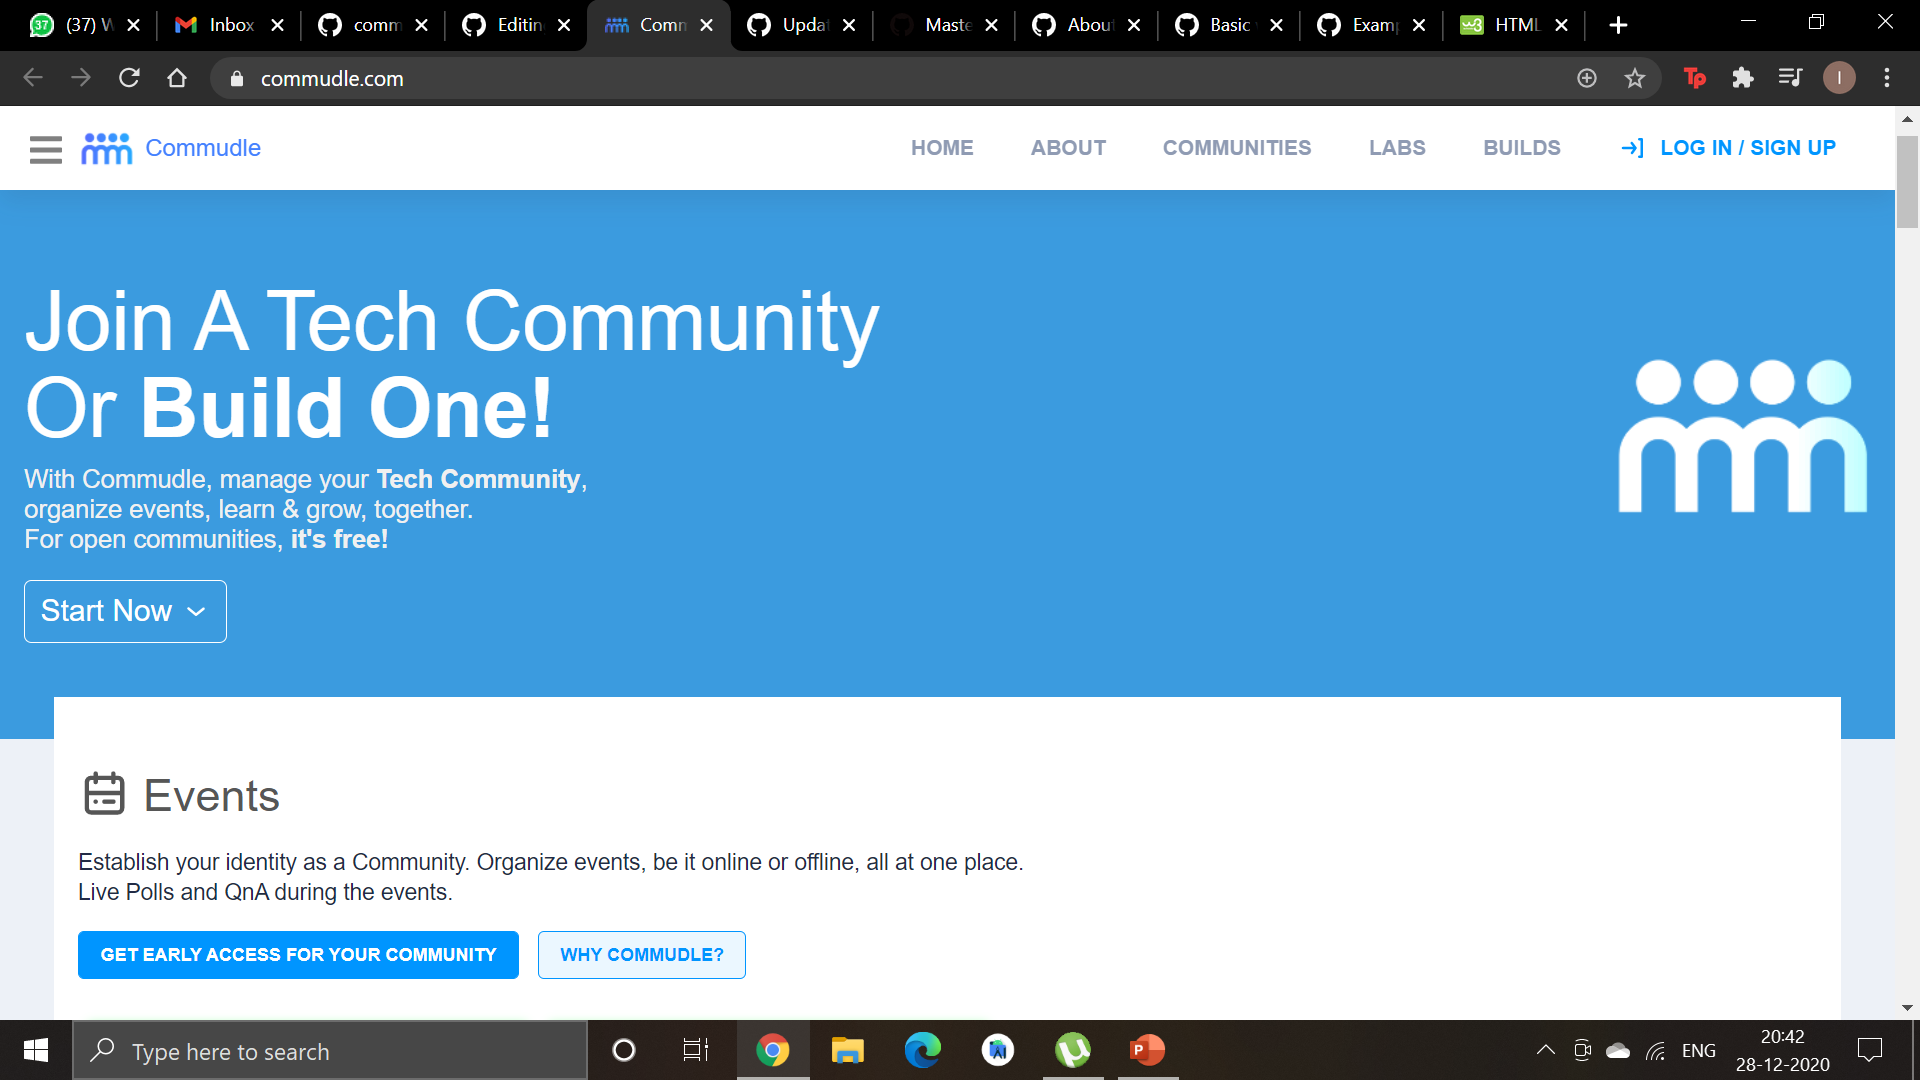 37 (37) W
Inbox
comm
Editin
Comm
Updat
Maste
About
Basic
Exam
w3 HTML
commudle.com
Tp
I
Commudle
HOME
ABOUT
COMMUNITIES
LABS
BUILDS
LOG IN / SIGN UP
Join A Tech Community
Or Build One!
With Commudle, manage your Tech Community,
organize events, learn & grow, together.
For open communities, it's free!
Start Now
Events
Establish your identity as a Community. Organize events, be it online or offline, all at one place.
Live Polls and QnA during the events.
GET EARLY ACCESS FOR YOUR COMMUNITY
WHY COMMUDLE?
Type here to search
ENG
20:42
28-12-2020